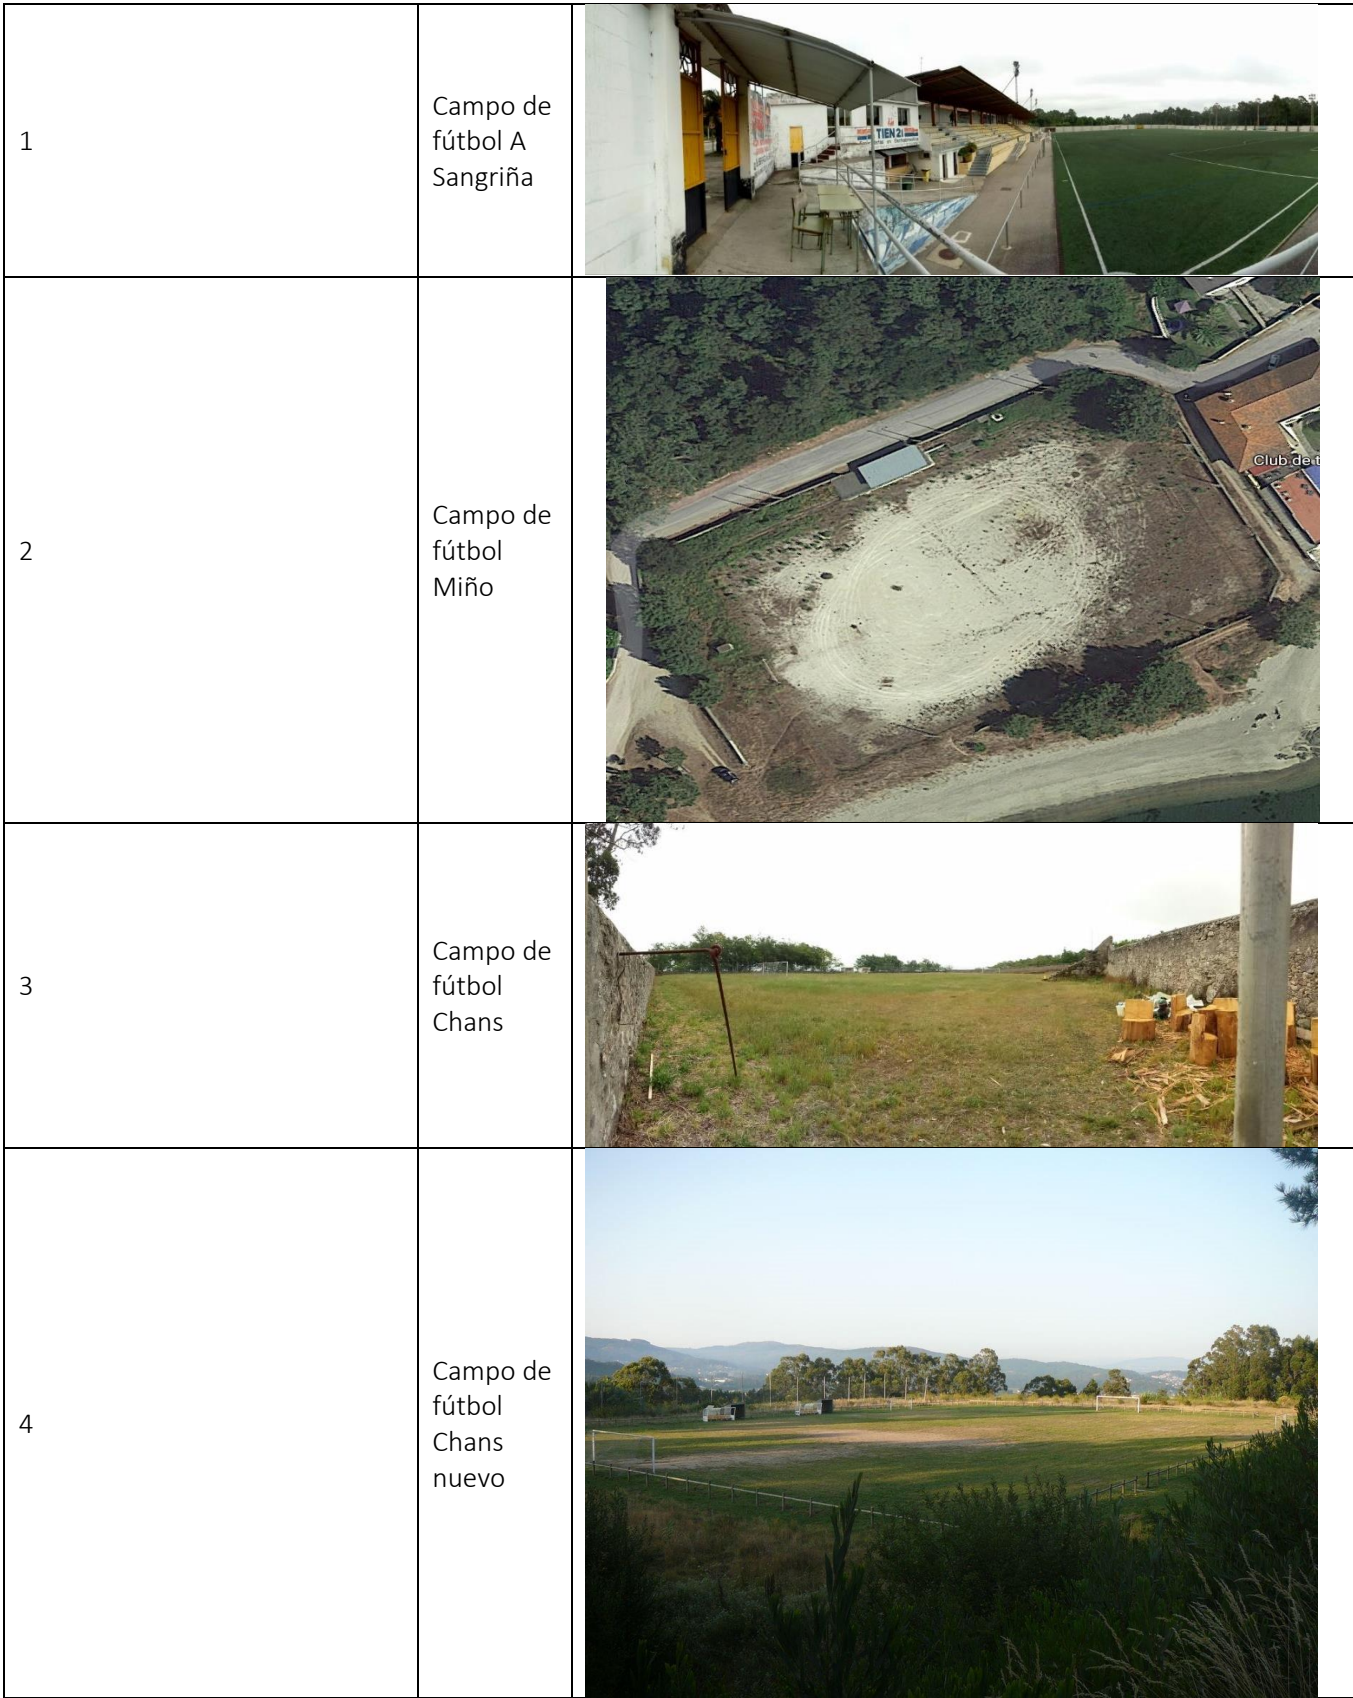 1
Campo de
fútbol A
Sangriña
TIEN 21
2
Campo de
fútbol
Miño
Club de t
3
Campo de
fútbol
Chans
4
Campo de
fútbol
Chans
nuevo